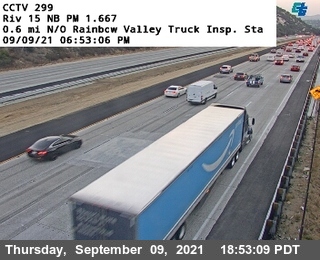 CCTV 299
Riv 15 NB PM 1.667
0.6 mi N/O Rainbcw Valley Truck Insp. Sta
09/09/21 06:53:06 PM
Thursday, September 09, 2021 18:53:09 PDT